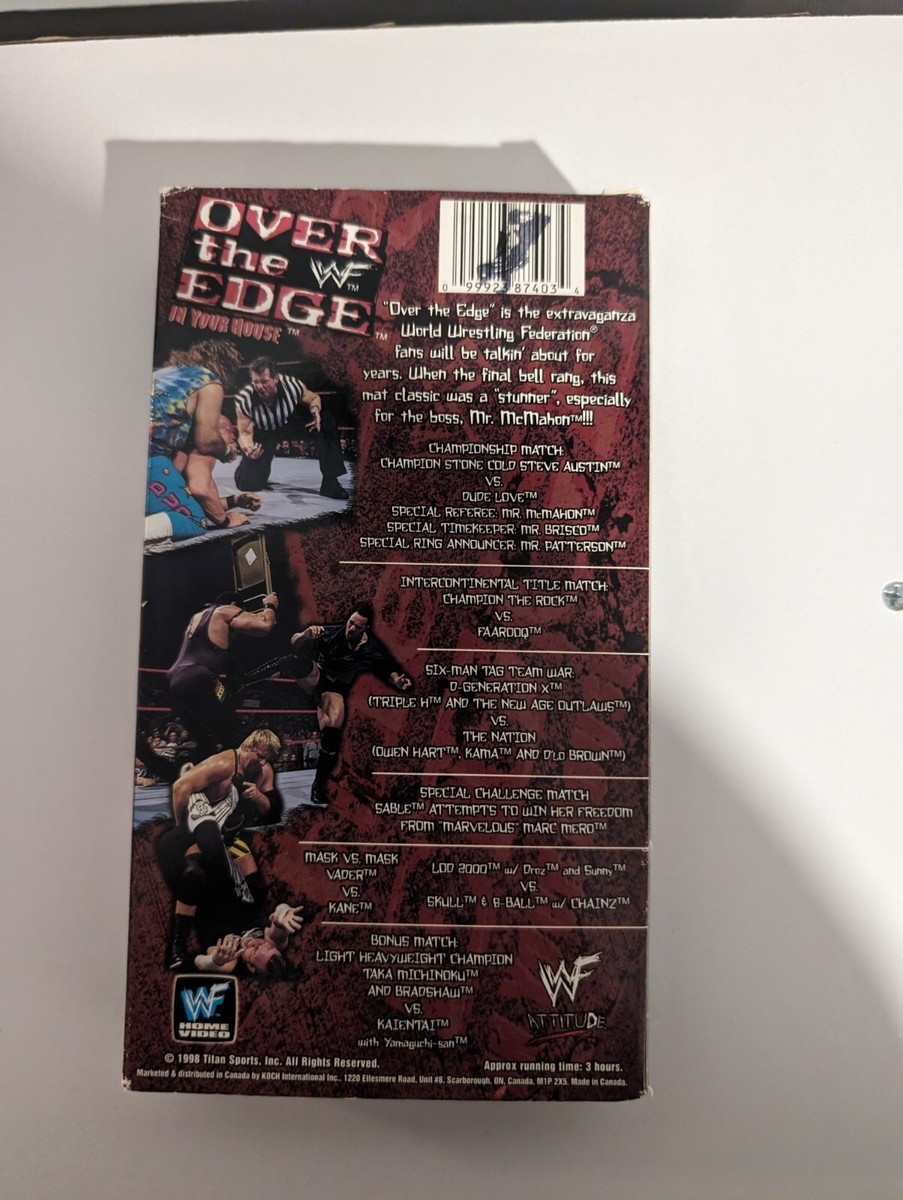 OVER
the WF™
EDGE™
IN YOUR HOUSE™
0 99923 87403 4
"Over the Edge" is the extravaganza
World Wrestling Federation®
fans will be talkin' about for
years. When the final bell rang, this
mat classic was a "stunner", especially
for the boss, Mr. McMahon™!!!
CHAMPIONSHIP MATCH:
CHAMPION STONE COLD STEVE AUSTIN™
VS.
DUDE LOVE™
SPECIAL REFEREE: MR. McMAHON™
SPECIAL TIMEKEEPER: MR. BRISCO™
SPECIAL RING ANNOUNCER: MR. PATTERSON™
INTERCONTINENTAL TITLE MATCH:
CHAMPION THE ROCK™
VS.
FAAROOQ™
SIX-MAN TAG TEAM WAR:
D-GENERATION X™
(TRIPLE H™ AND THE NEW AGE OUTLAWS™)
VS.
THE NATION
(OWEN HART™, KAMA™ AND D'LO BROWN™)
SPECIAL CHALLENGE MATCH
SABLE™ ATTEMPTS TO WIN HER FREEDOM
FROM "MARVELOUS" MARC MERO™
MASK VS. MASK
VADER™
VS.
KANE™
LOD 2000™ w/ Droz™ and Sunny™
VS.
SKULL™ & 8-BALL™ w/ CHAINZ™
BONUS MATCH:
LIGHT HEAVYWEIGHT CHAMPION
TAKA MICHINOKU™
AND BRADSHAW™
VS.
KAIENTAI™
with Yamaguchi-san™
WF
ATTITUDE
WF
HOME
VIDEO
© 1998 Titan Sports, Inc. All Rights Reserved.
Approx running time: 3 hours.
Marketed & distributed in Canada by KOCH International Inc., 1220 Ellesmere Road, Unit #8, Scarborough, ON, Canada, M1P 2X5. Made in Canada.